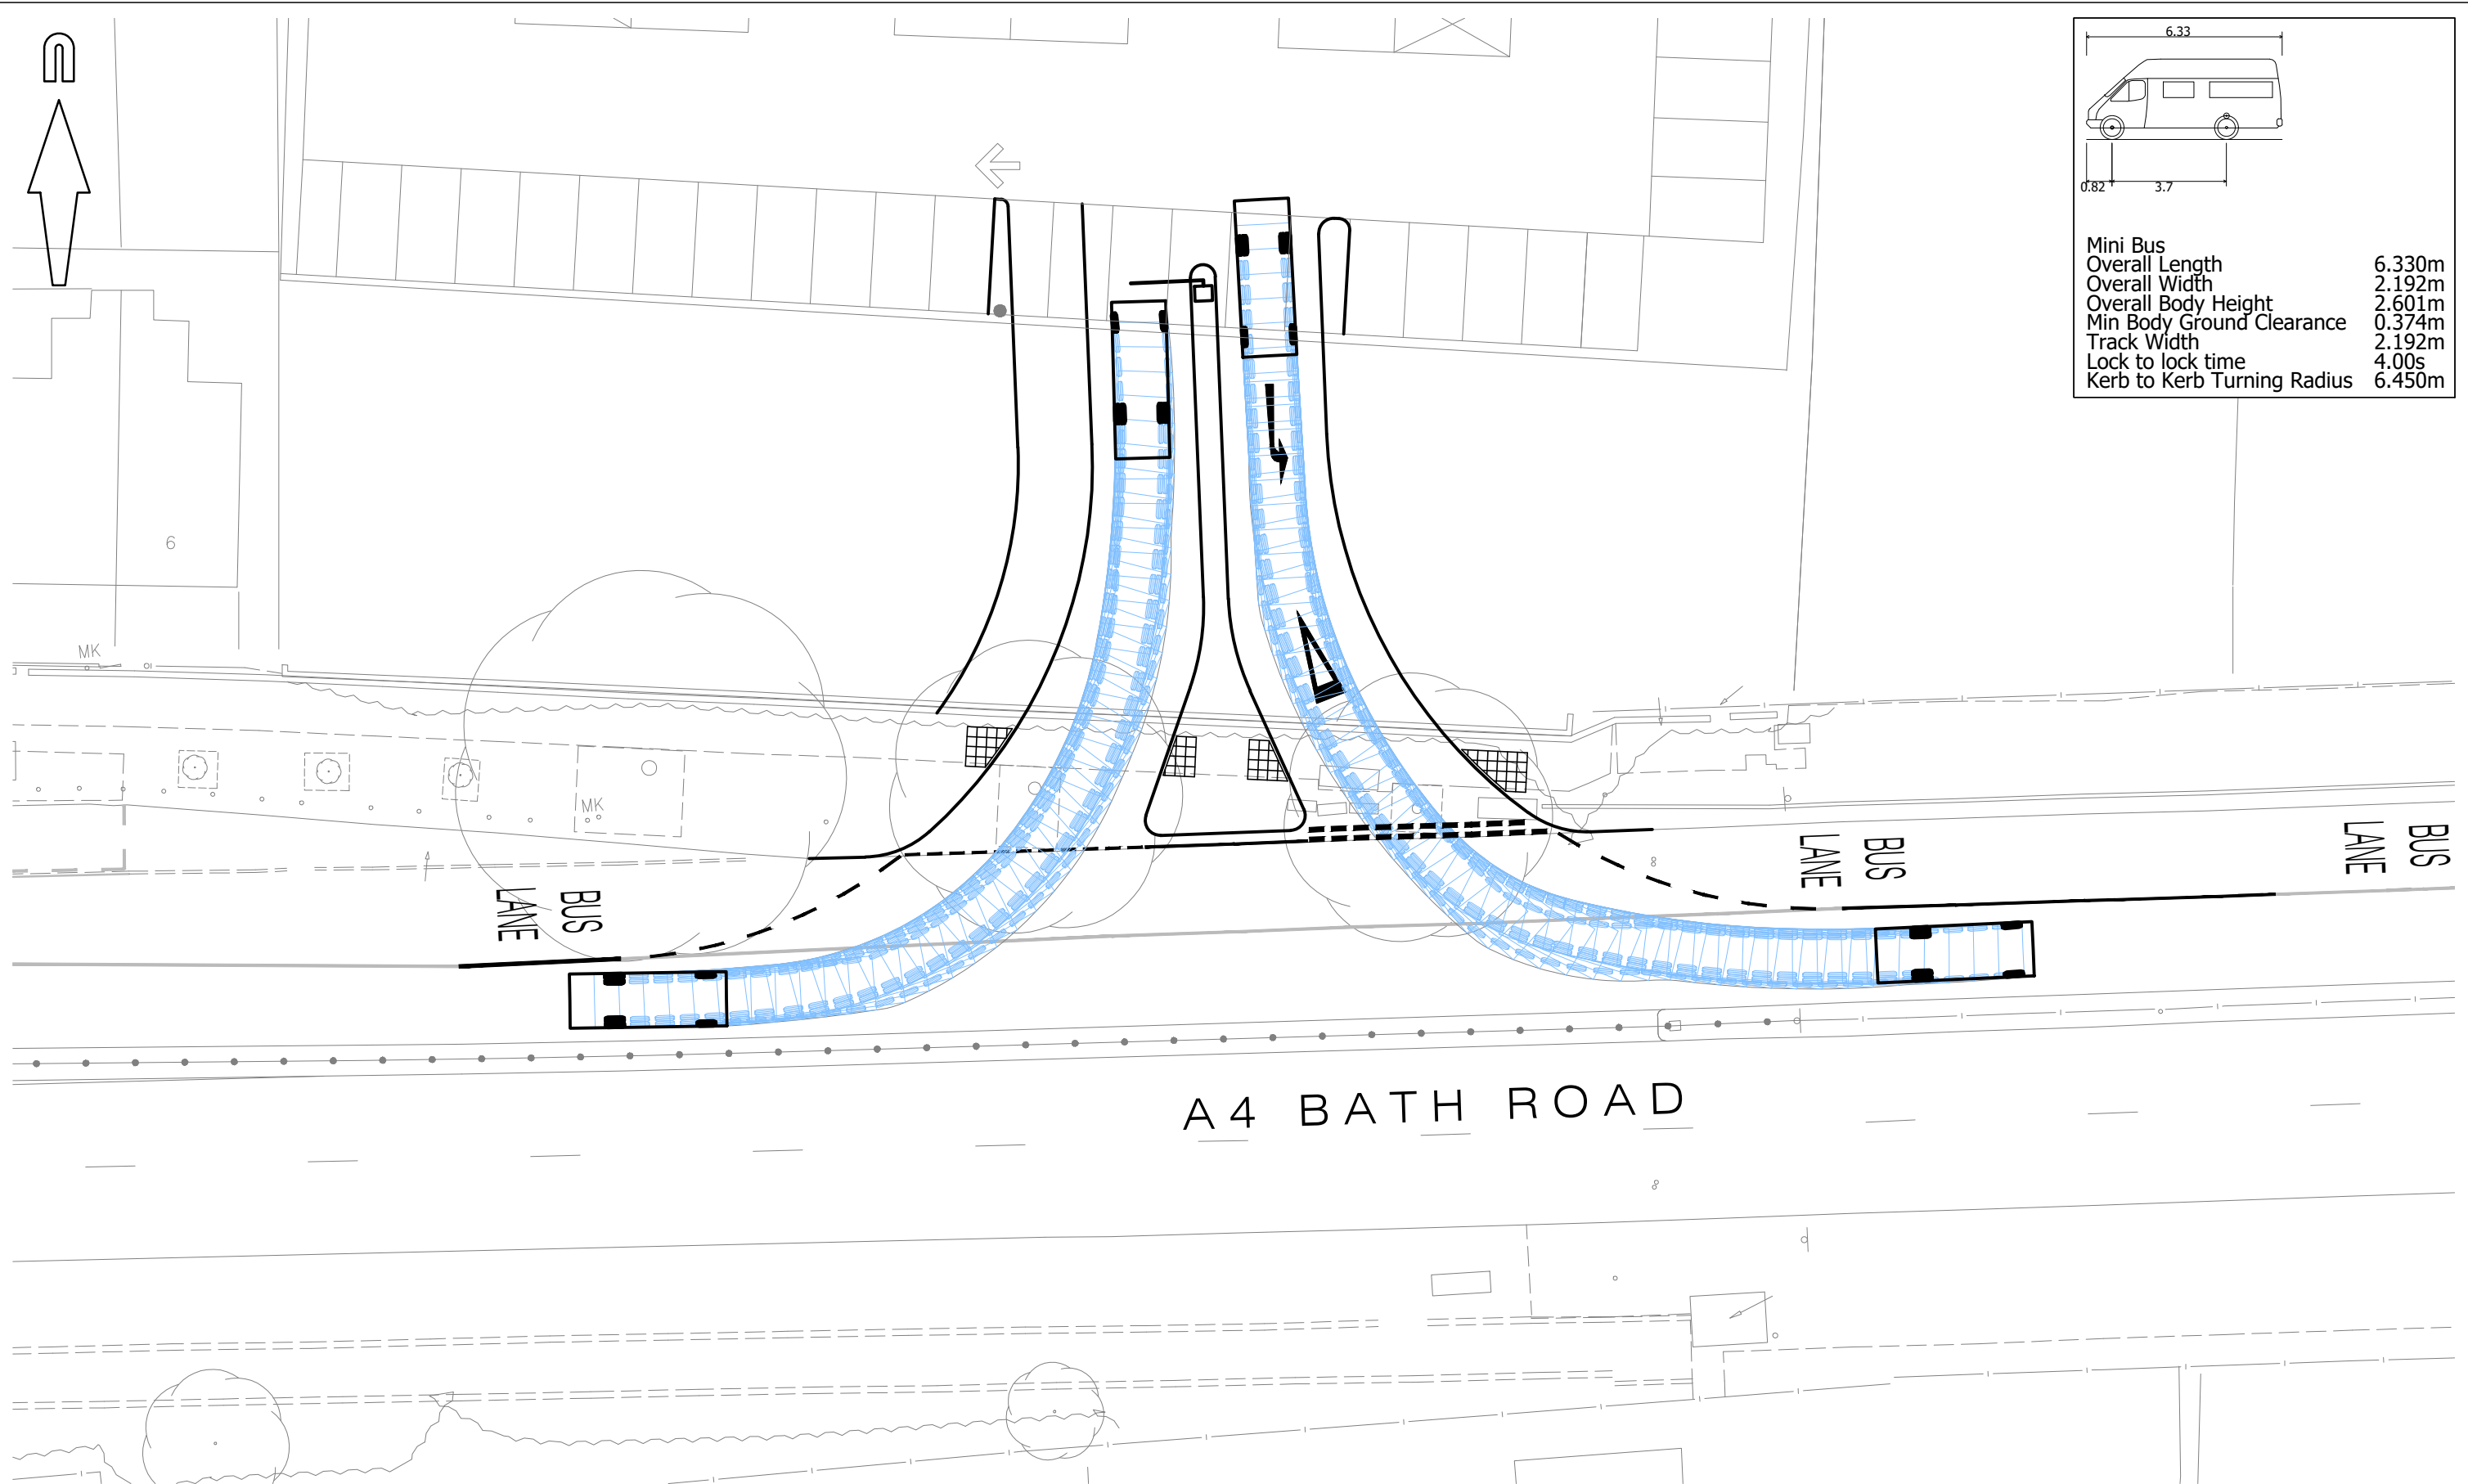 n
6.33
0.82
3.7
Mini Bus
Overall Length 6.330m
Overall Width 2.192m
Overall Body Height 2.601m
Min Body Ground Clearance 0.374m
Track Width 2.192m
Lock to lock time 4.00s
Kerb to Kerb Turning Radius 6.450m
6
MK
MK
BUS
LANE
BUS
LANE
BUS
LANE
A4 BATH ROAD